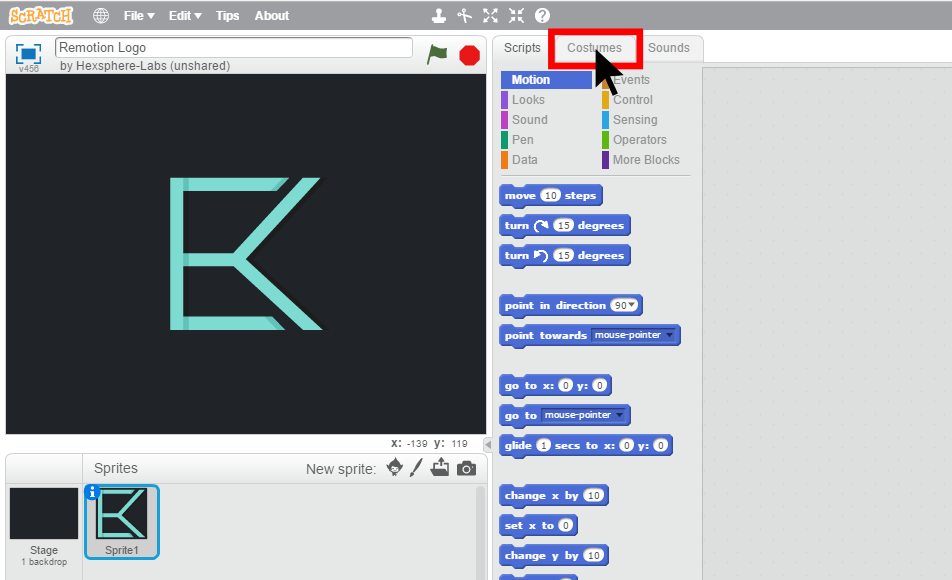 SCRATCH File Edit Tips About
Remotion Logo
by Hexsphere-Labs (unshared)
v456
Scripts Costumes Sounds
Motion Events
Looks Control
Sound Sensing
Pen Operators
Data More Blocks
move 10 steps
turn 15 degrees
turn 15 degrees
point in direction 90
point towards mouse-pointer
go to x: 0 y: 0
go to mouse-pointer
glide 1 secs to x: 0 y: 0
change x by 10
set x to 0
change y by 10
x: -139 y: 119
Sprites New sprite:
Stage
1 backdrop
Sprite1